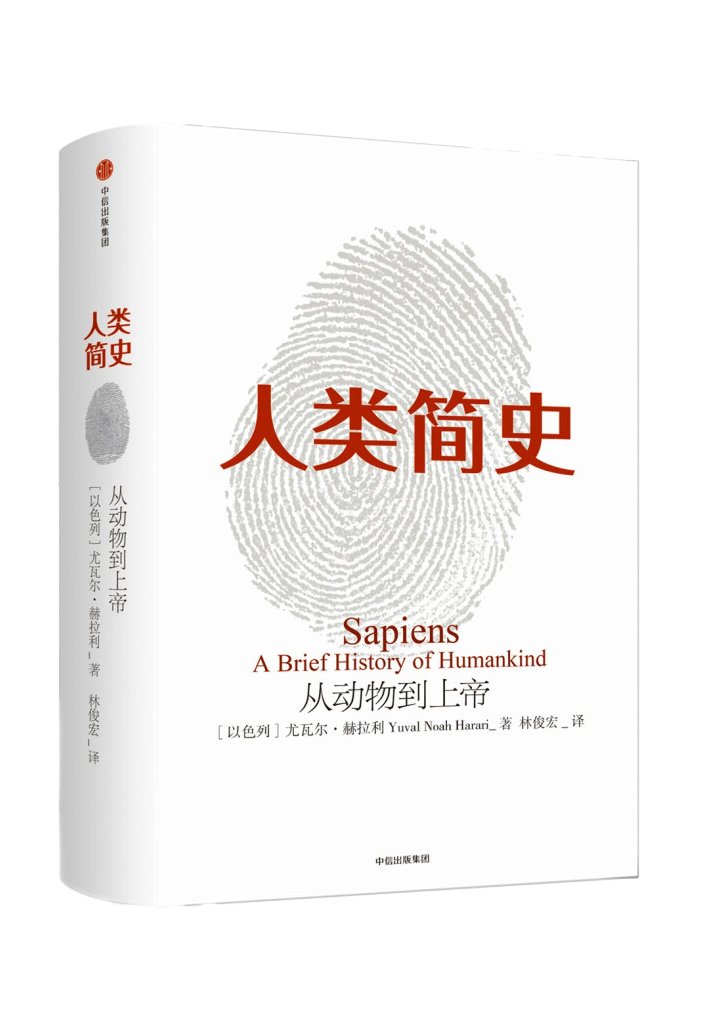 中信出版集团
人类
简史
从动物到上帝
［以色列］尤瓦尔·赫拉利_著 林俊宏_译
人类简史
Sapiens
A Brief History of Humankind
从动物到上帝
［以色列］尤瓦尔·赫拉利 Yuval Noah Harari_著 林俊宏_译
中信出版集团